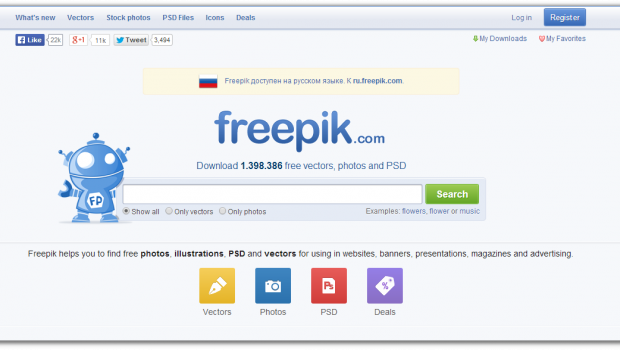 What's new Vectors Stock photos PSD Files Icons Deals Log in Register
Like 22k g+1 11k Tweet 3,494 My Downloads My Favorites
Freepik доступен на русском языке. К ru.freepik.com.
freepik.com
Download 1.398.386 free vectors, photos and PSD
FD
Search
Show all Only vectors Only photos Examples: flowers, flower or music
Freepik helps you to find free photos, illustrations, PSD and vectors for using in websites, banners, presentations, magazines and advertising.
Ps %
Vectors Photos PSD Deals